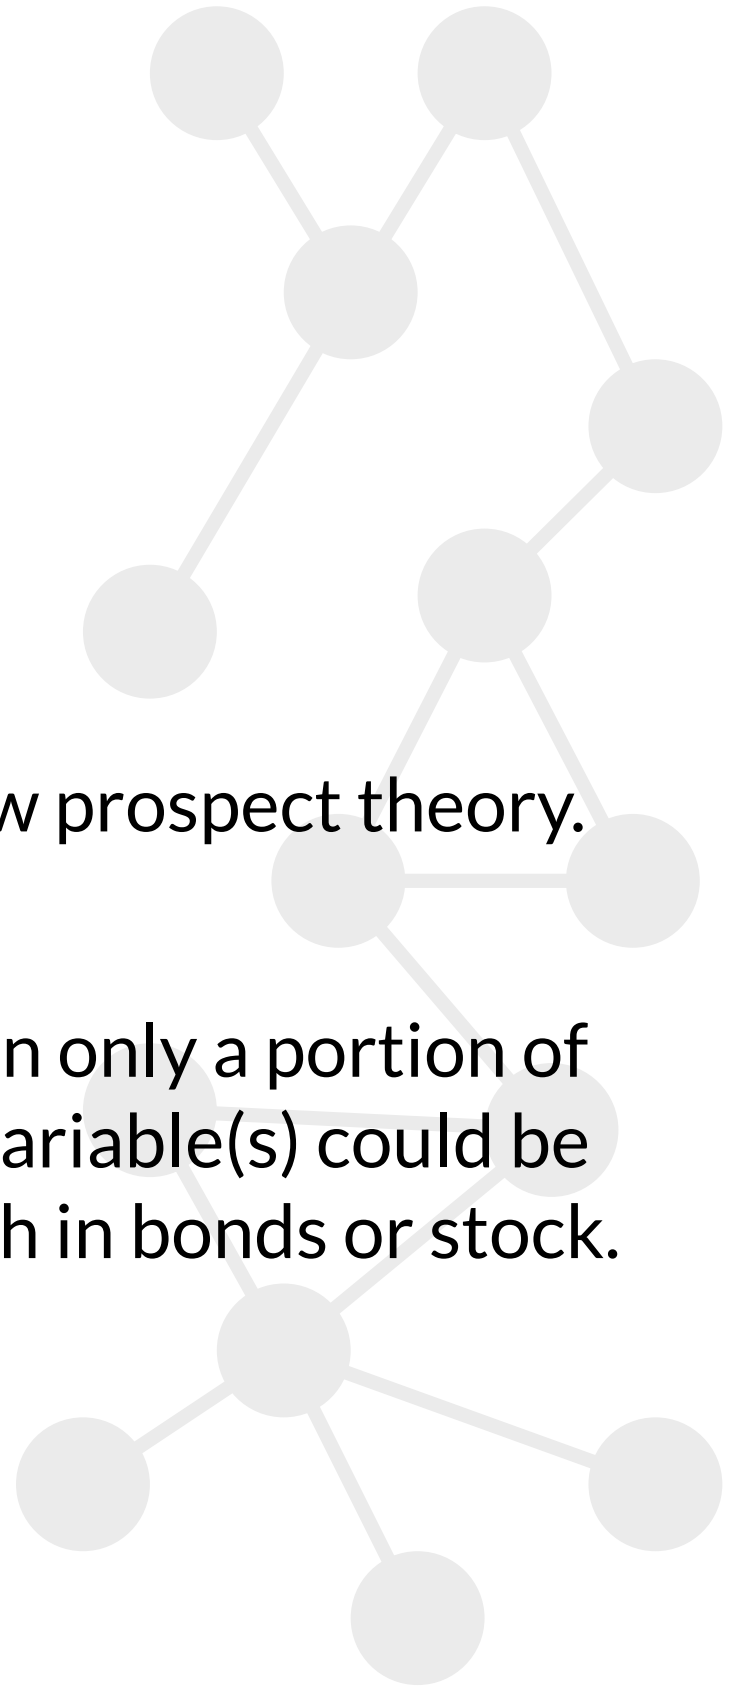 w prospect theory.
n only a portion of
ariable(s) could be
h in bonds or stock.